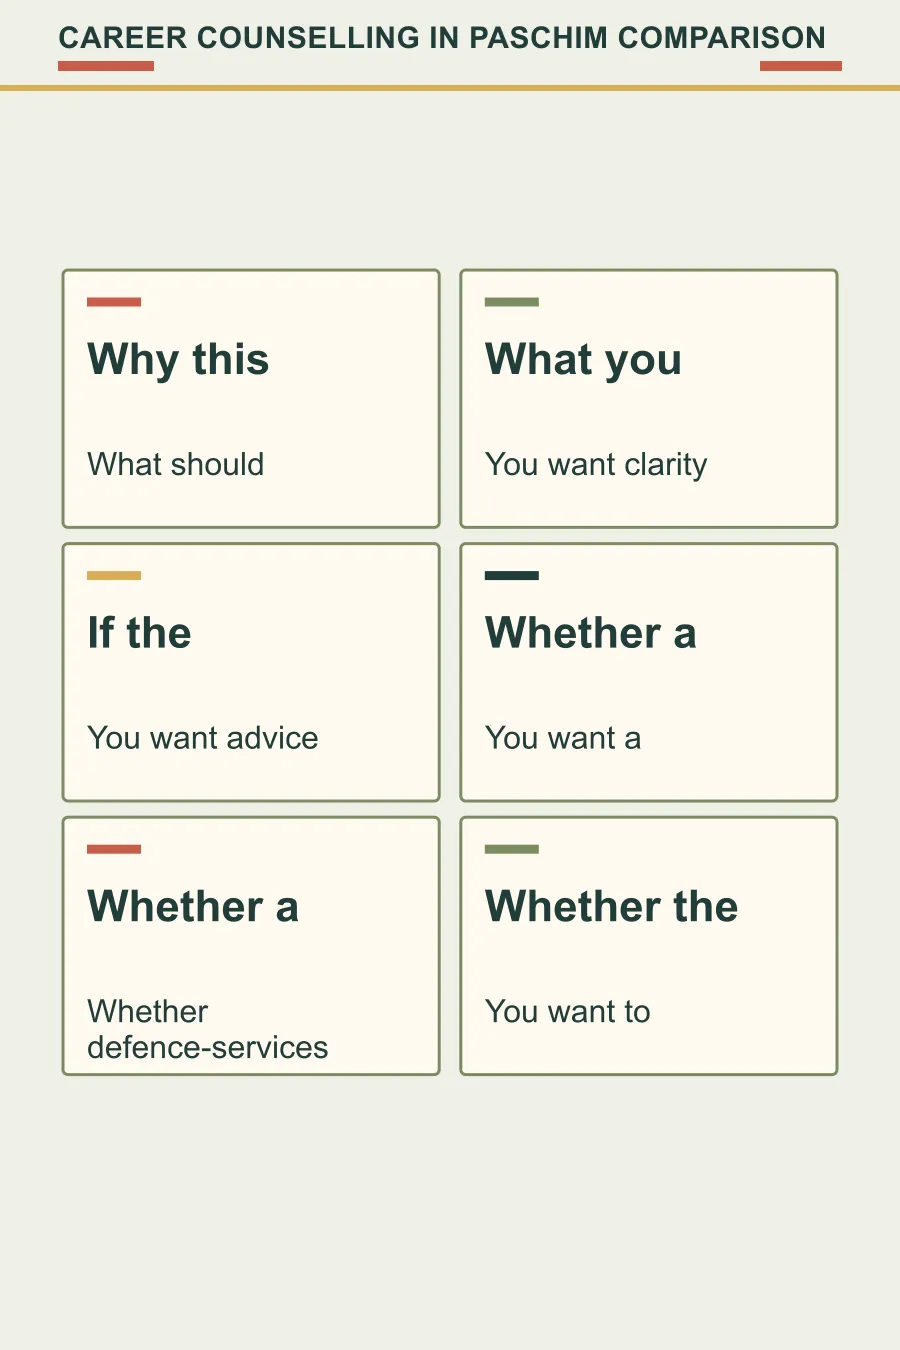 CAREER COUNSELLING IN PASCHIM COMPARISON
Why this
What should
What you
You want clarity
If the
You want advice
Whether a
You want a
Whether a
Whether
defence-services
Whether the
You want to